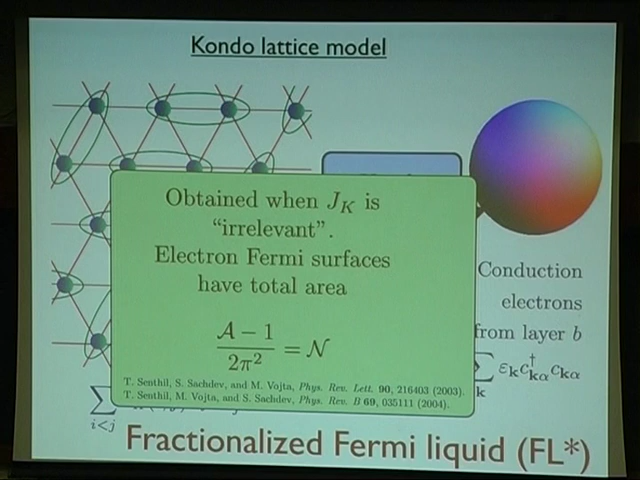 Kondo lattice model
Obtained when J_K is
“irrelevant”.
Electron Fermi surfaces
have total area
A − 1
2π²
= N
T. Senthil, S. Sachdev, and M. Vojta, Phys. Rev. Lett. 90, 216403 (2003).
T. Senthil, M. Vojta, and S. Sachdev, Phys. Rev. B 69, 035111 (2004).
Conduction
electrons
from layer b
∑ ε_k c†_kα c_kα
k
∑
i<j
Fractionalized Fermi liquid (FL*)